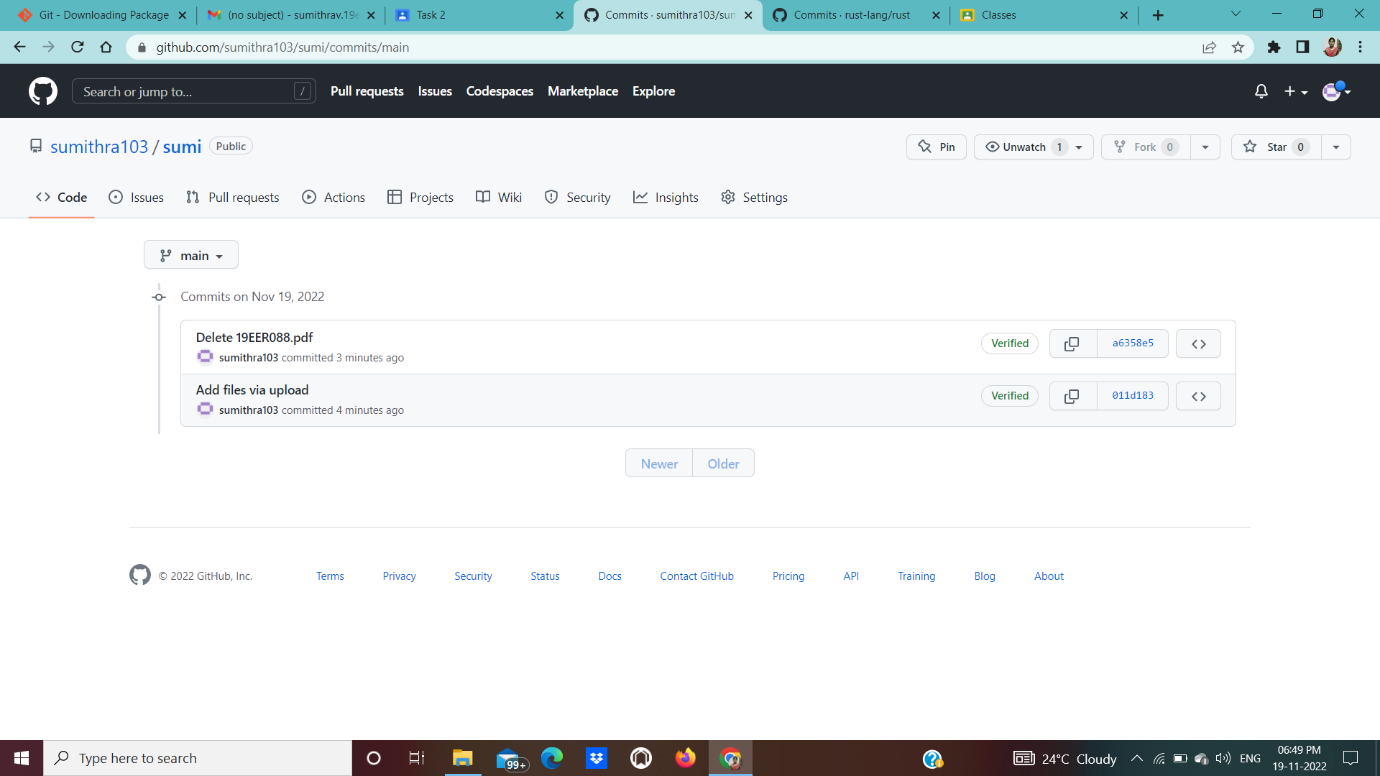 Git - Downloading Package
(no subject) - sumithrav.19e
Task 2
Commits · sumithra103/sum
Commits · rust-lang/rust
Classes
github.com/sumithra103/sumi/commits/main
Search or jump to... /
Pull requests Issues Codespaces Marketplace Explore
sumithra103 / sumi Public
Pin
Unwatch 1
Fork 0
Star 0
Code Issues Pull requests Actions Projects Wiki Security Insights Settings
main
Commits on Nov 19, 2022
Delete 19EER088.pdf
sumithra103 committed 3 minutes ago
Verified a6358e5
Add files via upload
sumithra103 committed 4 minutes ago
Verified 011d183
Newer Older
© 2022 GitHub, Inc. Terms Privacy Security Status Docs Contact GitHub Pricing API Training Blog About
Type here to search
99+
24°C Cloudy
ENG
06:49 PM
19-11-2022